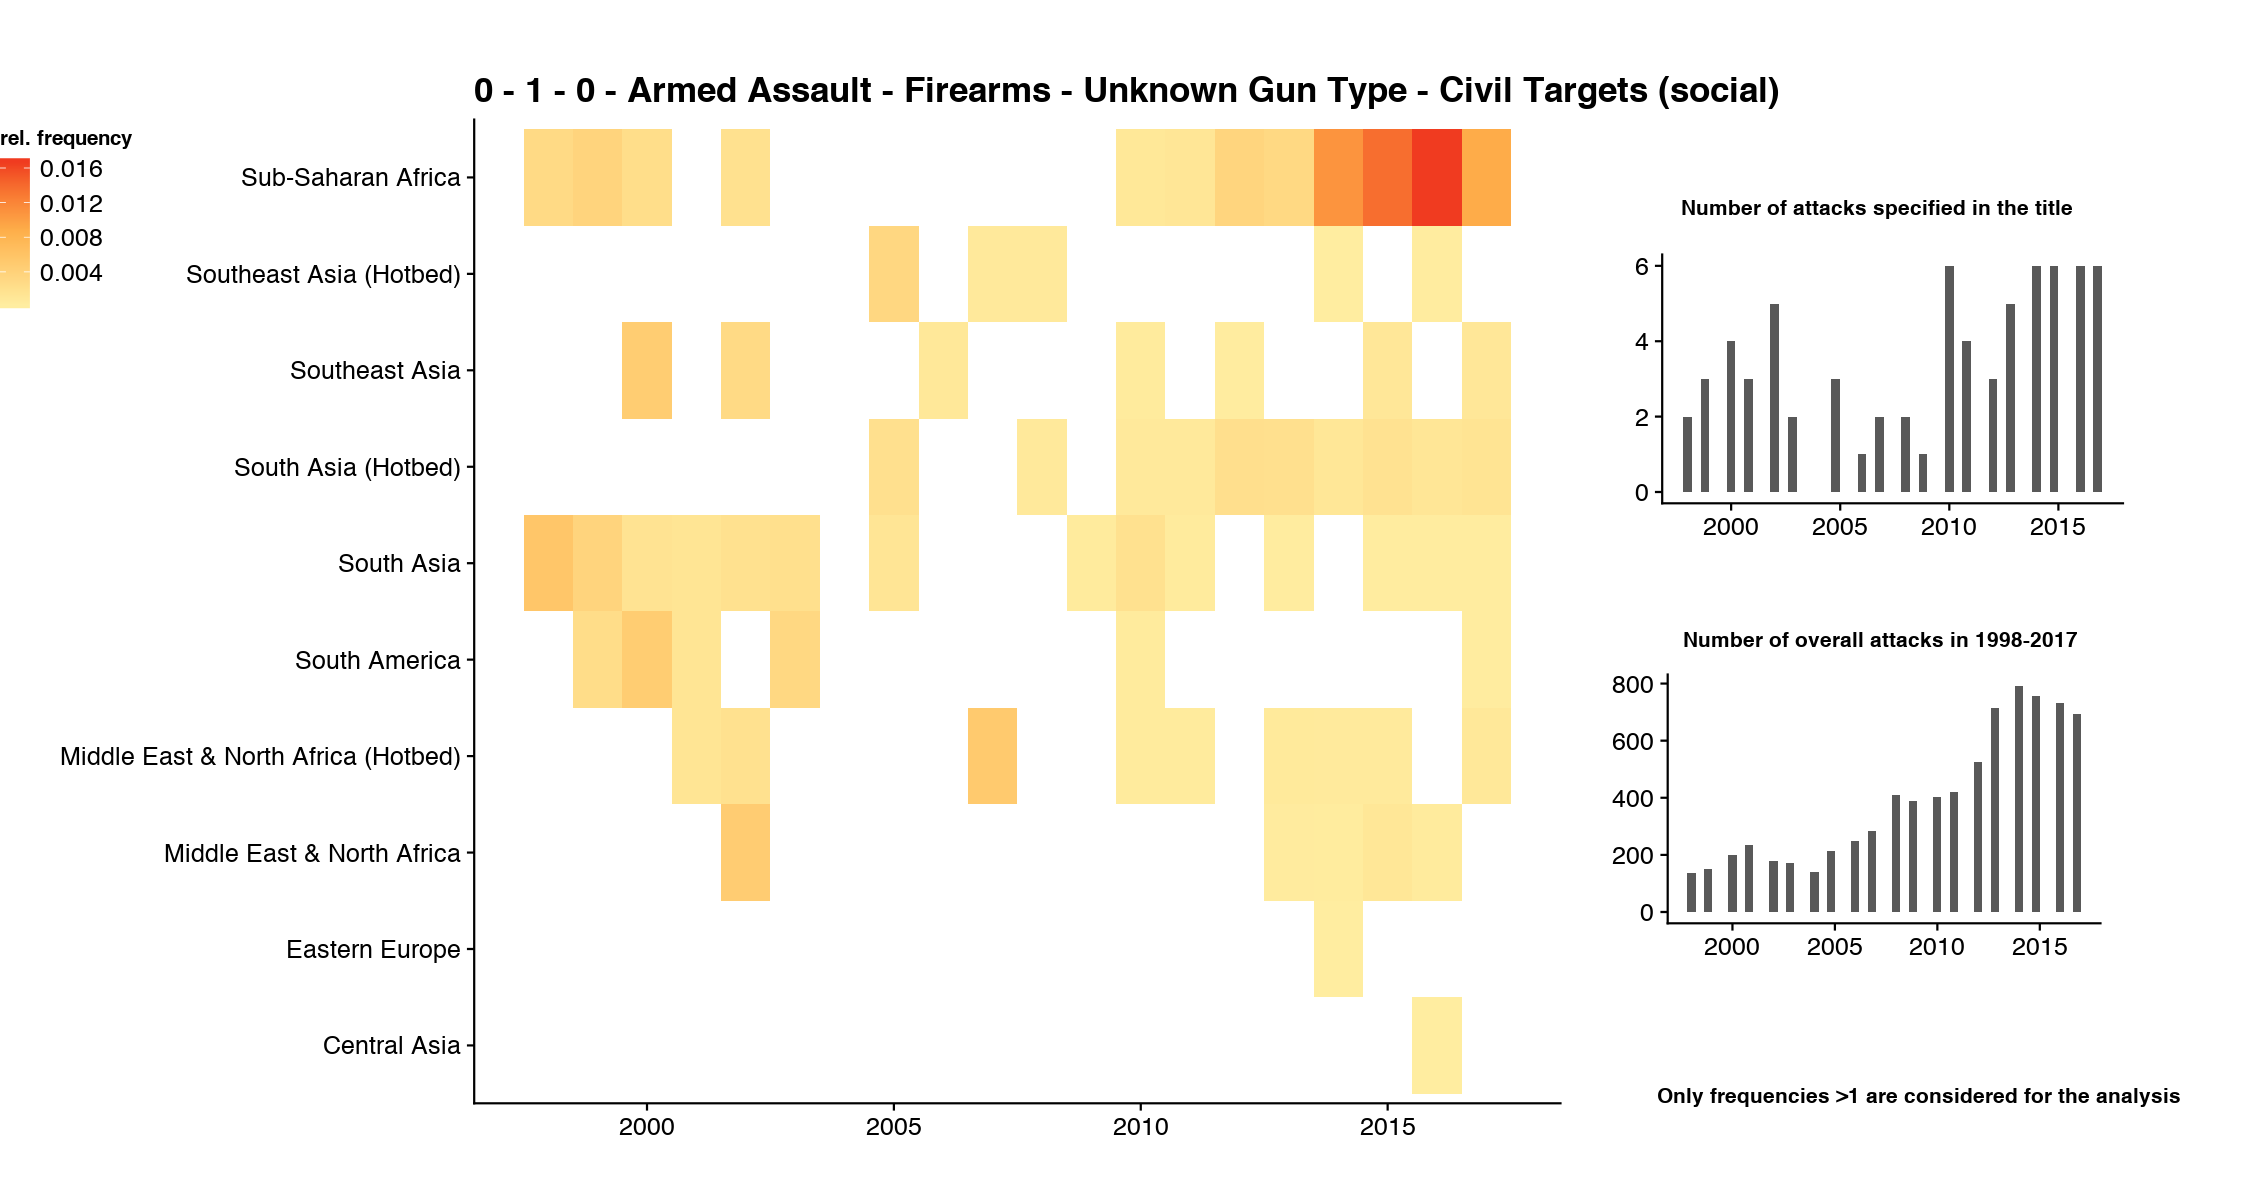 0 - 1 - 0 - Armed Assault - Firearms - Unknown Gun Type - Civil Targets (social)
rel. frequency
0.016
0.012
0.008
0.004
Sub-Saharan Africa
Southeast Asia (Hotbed)
Southeast Asia
South Asia (Hotbed)
South Asia
South America
Middle East & North Africa (Hotbed)
Middle East & North Africa
Eastern Europe
Central Asia
2000 2005 2010 2015
Number of attacks specified in the title
6
4
2
0
2000 2005 2010 2015
Number of overall attacks in 1998-2017
800
600
400
200
0
2000 2005 2010 2015
Only frequencies >1 are considered for the analysis